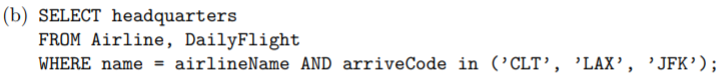 (b) SELECT headquarters
FROM Airline, DailyFlight
WHERE name = airlineName AND arriveCode in (’CLT’, ’LAX’, ’JFK’);